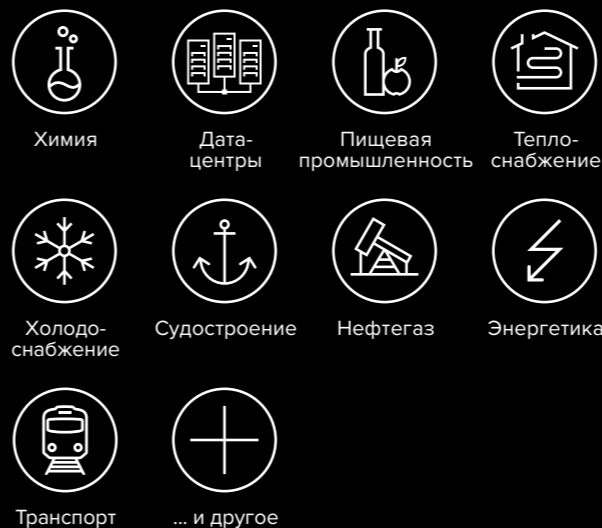 Химия
Дата-
центры
Пищевая
промышленность
Тепло-
снабжение
Холодо-
снабжение
Судостроение
Нефтегаз
Энергетика
Транспорт
... и другое